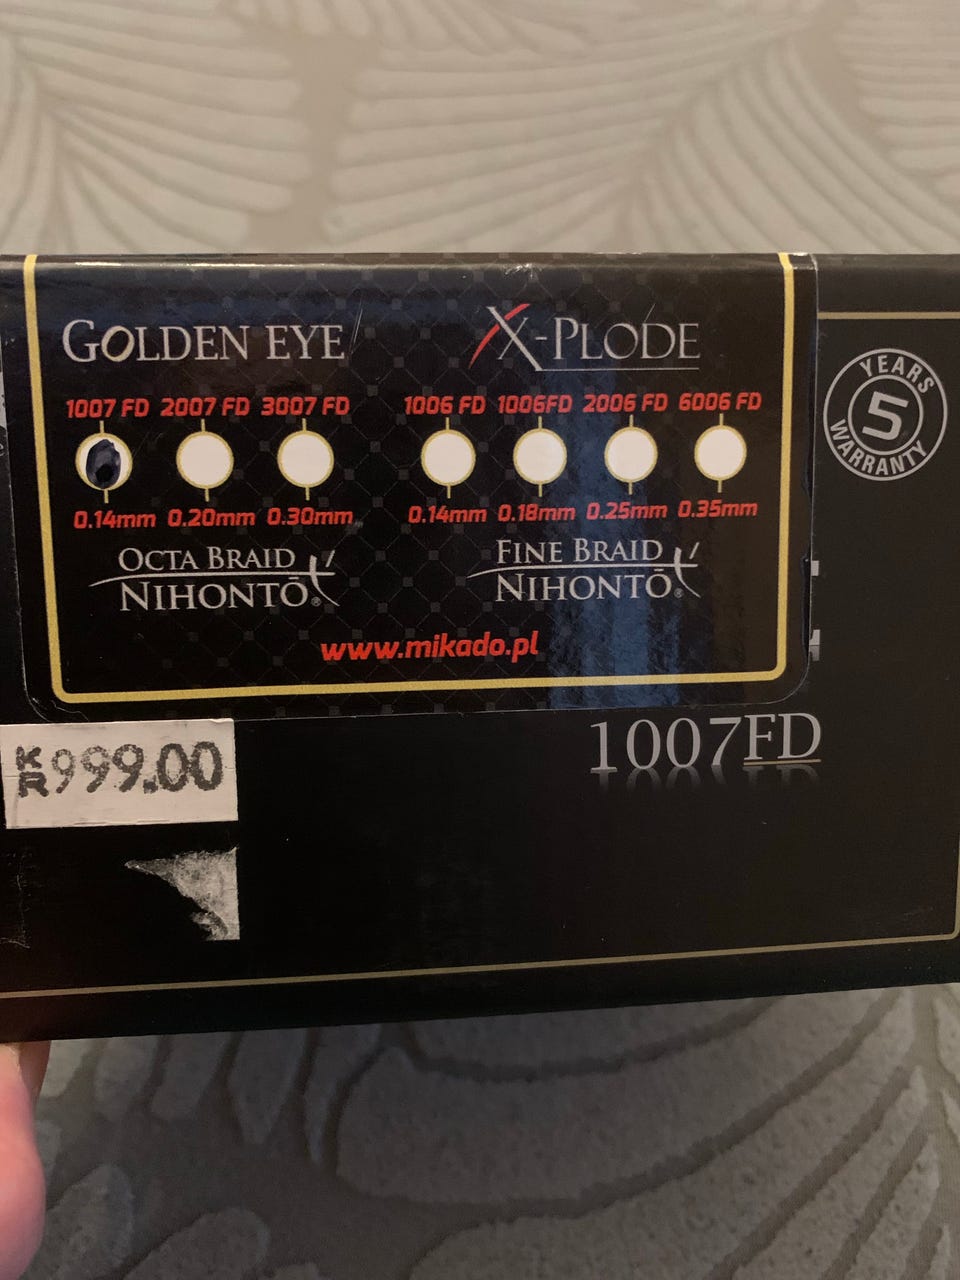 GOLDEN EYE
X-PLODE
1007 FD 2007 FD 3007 FD
1006 FD 1006FD 2006 FD 6006 FD
0.14mm 0.20mm 0.30mm
0.14mm 0.18mm 0.25mm 0.35mm
OCTA BRAID
NIHONTŌ®
FINE BRAID
NIHONTŌ®
www.mikado.pl
YEARS
5
WARRANTY
1007FD
KR999.00